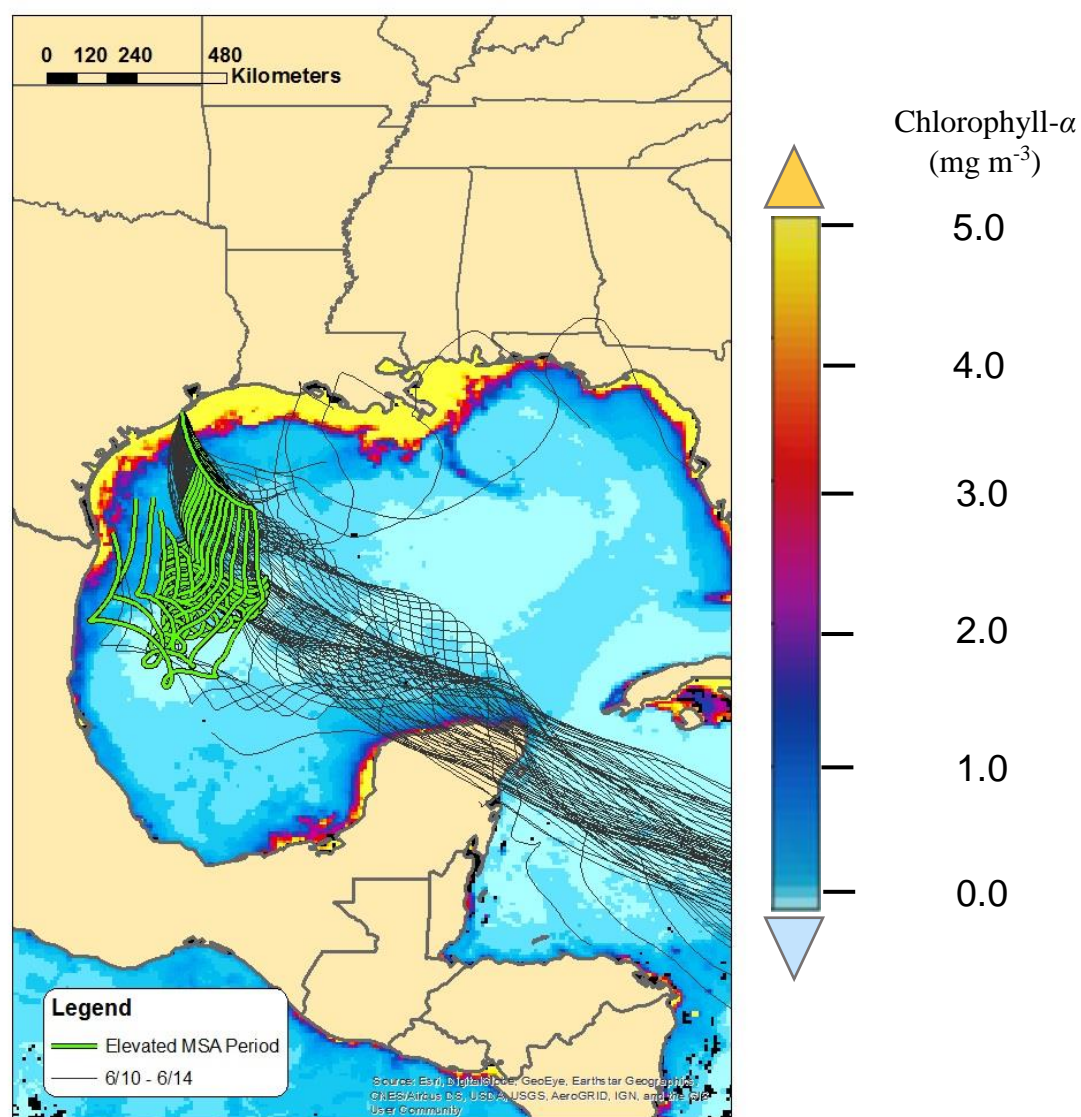 0 120 240 480
Kilometers
Chlorophyll-α
(mg m-3)
5.0
4.0
3.0
2.0
1.0
0.0
Legend
Elevated MSA Period
6/10 - 6/14
Source: Esri, DigitalGlobe, GeoEye, Earthstar Geographics,
CNES/Airbus DS, USDA, USGS, AeroGRID, IGN, and the GIS
User Community